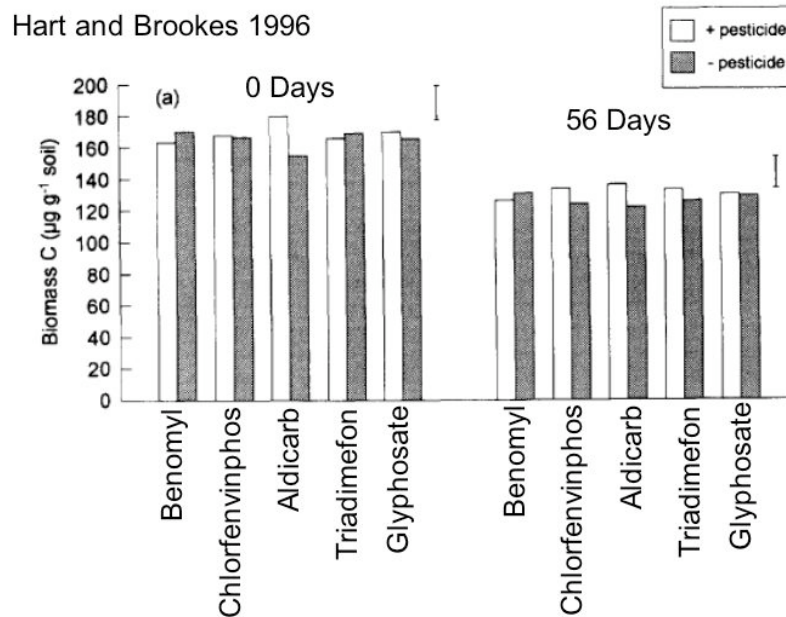 Hart and Brookes 1996
+ pesticide
- pesticide
(a)
0 Days
56 Days
Biomass C (µg g⁻¹ soil)
200
180
160
140
120
100
80
60
40
20
0
Benomyl
Chlorfenvinphos
Aldicarb
Triadimefon
Glyphosate
Benomyl
Chlorfenvinphos
Aldicarb
Triadimefon
Glyphosate